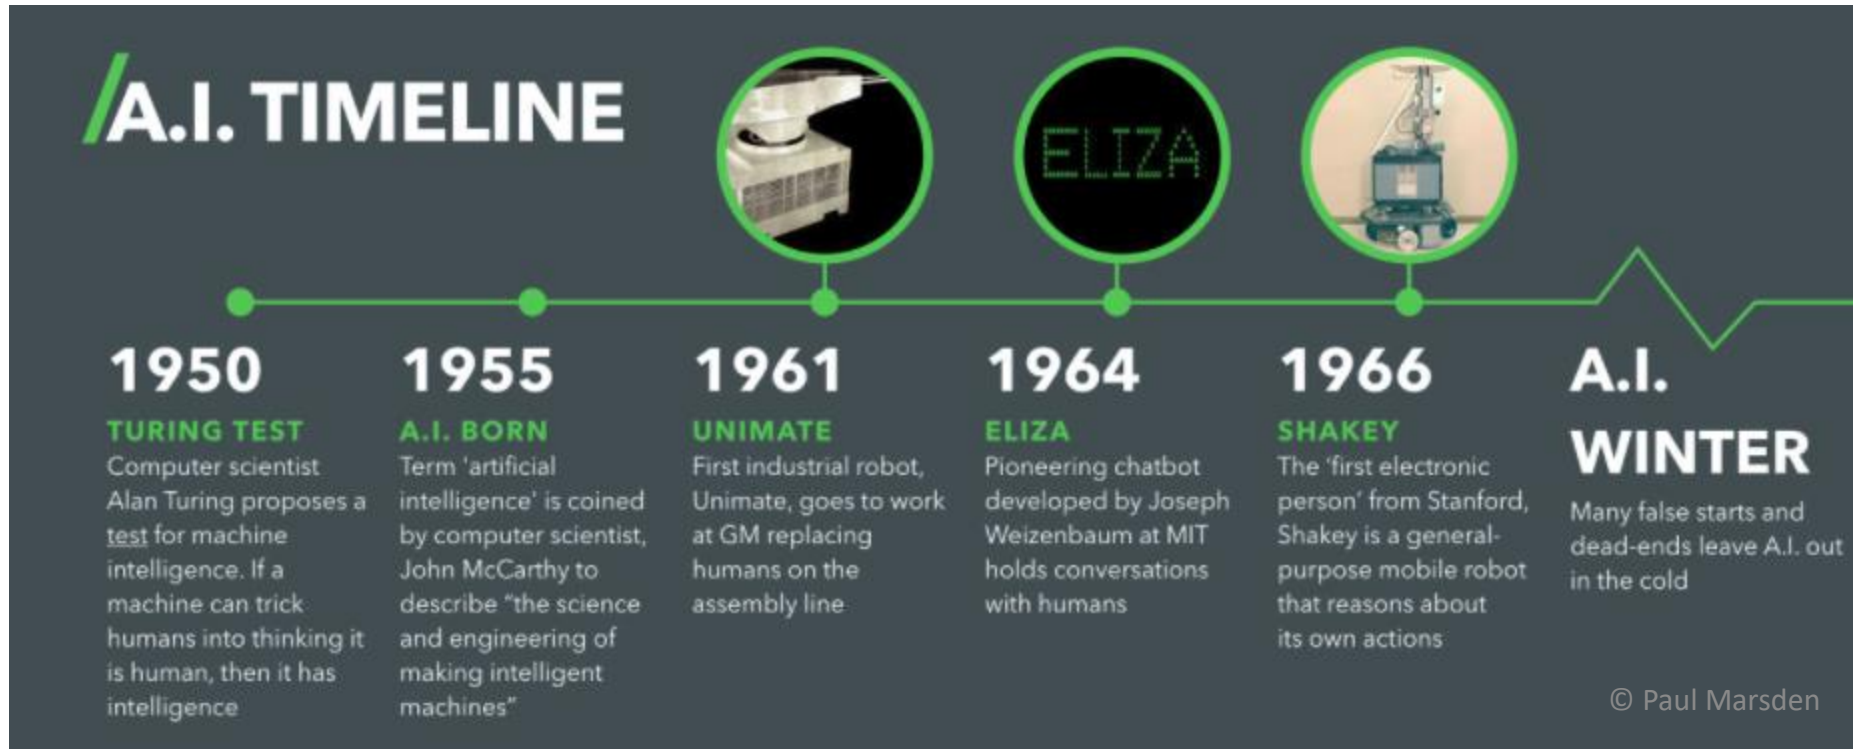 /A.I. TIMELINE
ELIZA
1950
TURING TEST
Computer scientist
Alan Turing proposes a
test for machine
intelligence. If a
machine can trick
humans into thinking it
is human, then it has
intelligence
1955
A.I. BORN
Term 'artificial
intelligence' is coined
by computer scientist,
John McCarthy to
describe “the science
and engineering of
making intelligent
machines”
1961
UNIMATE
First industrial robot,
Unimate, goes to work
at GM replacing
humans on the
assembly line
1964
ELIZA
Pioneering chatbot
developed by Joseph
Weizenbaum at MIT
holds conversations
with humans
1966
SHAKEY
The ‘first electronic
person’ from Stanford,
Shakey is a general-
purpose mobile robot
that reasons about
its own actions
A.I.
WINTER
Many false starts and
dead-ends leave A.I. out
in the cold
© Paul Marsden